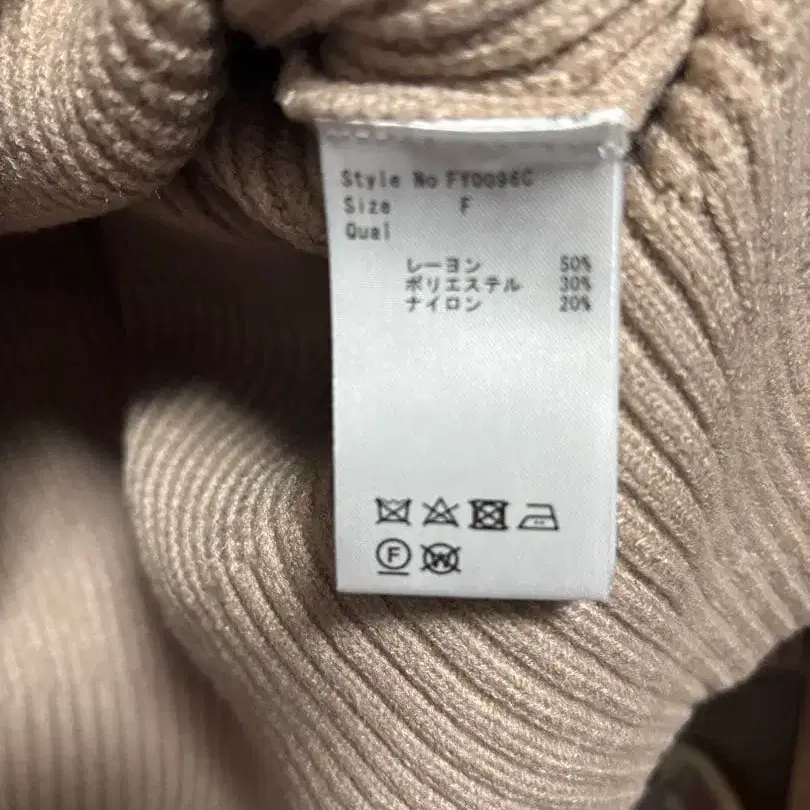 Style No FY0096C
Size F
Qual
レーヨン 50%
ポリエステル 30%
ナイロン 20%
F W